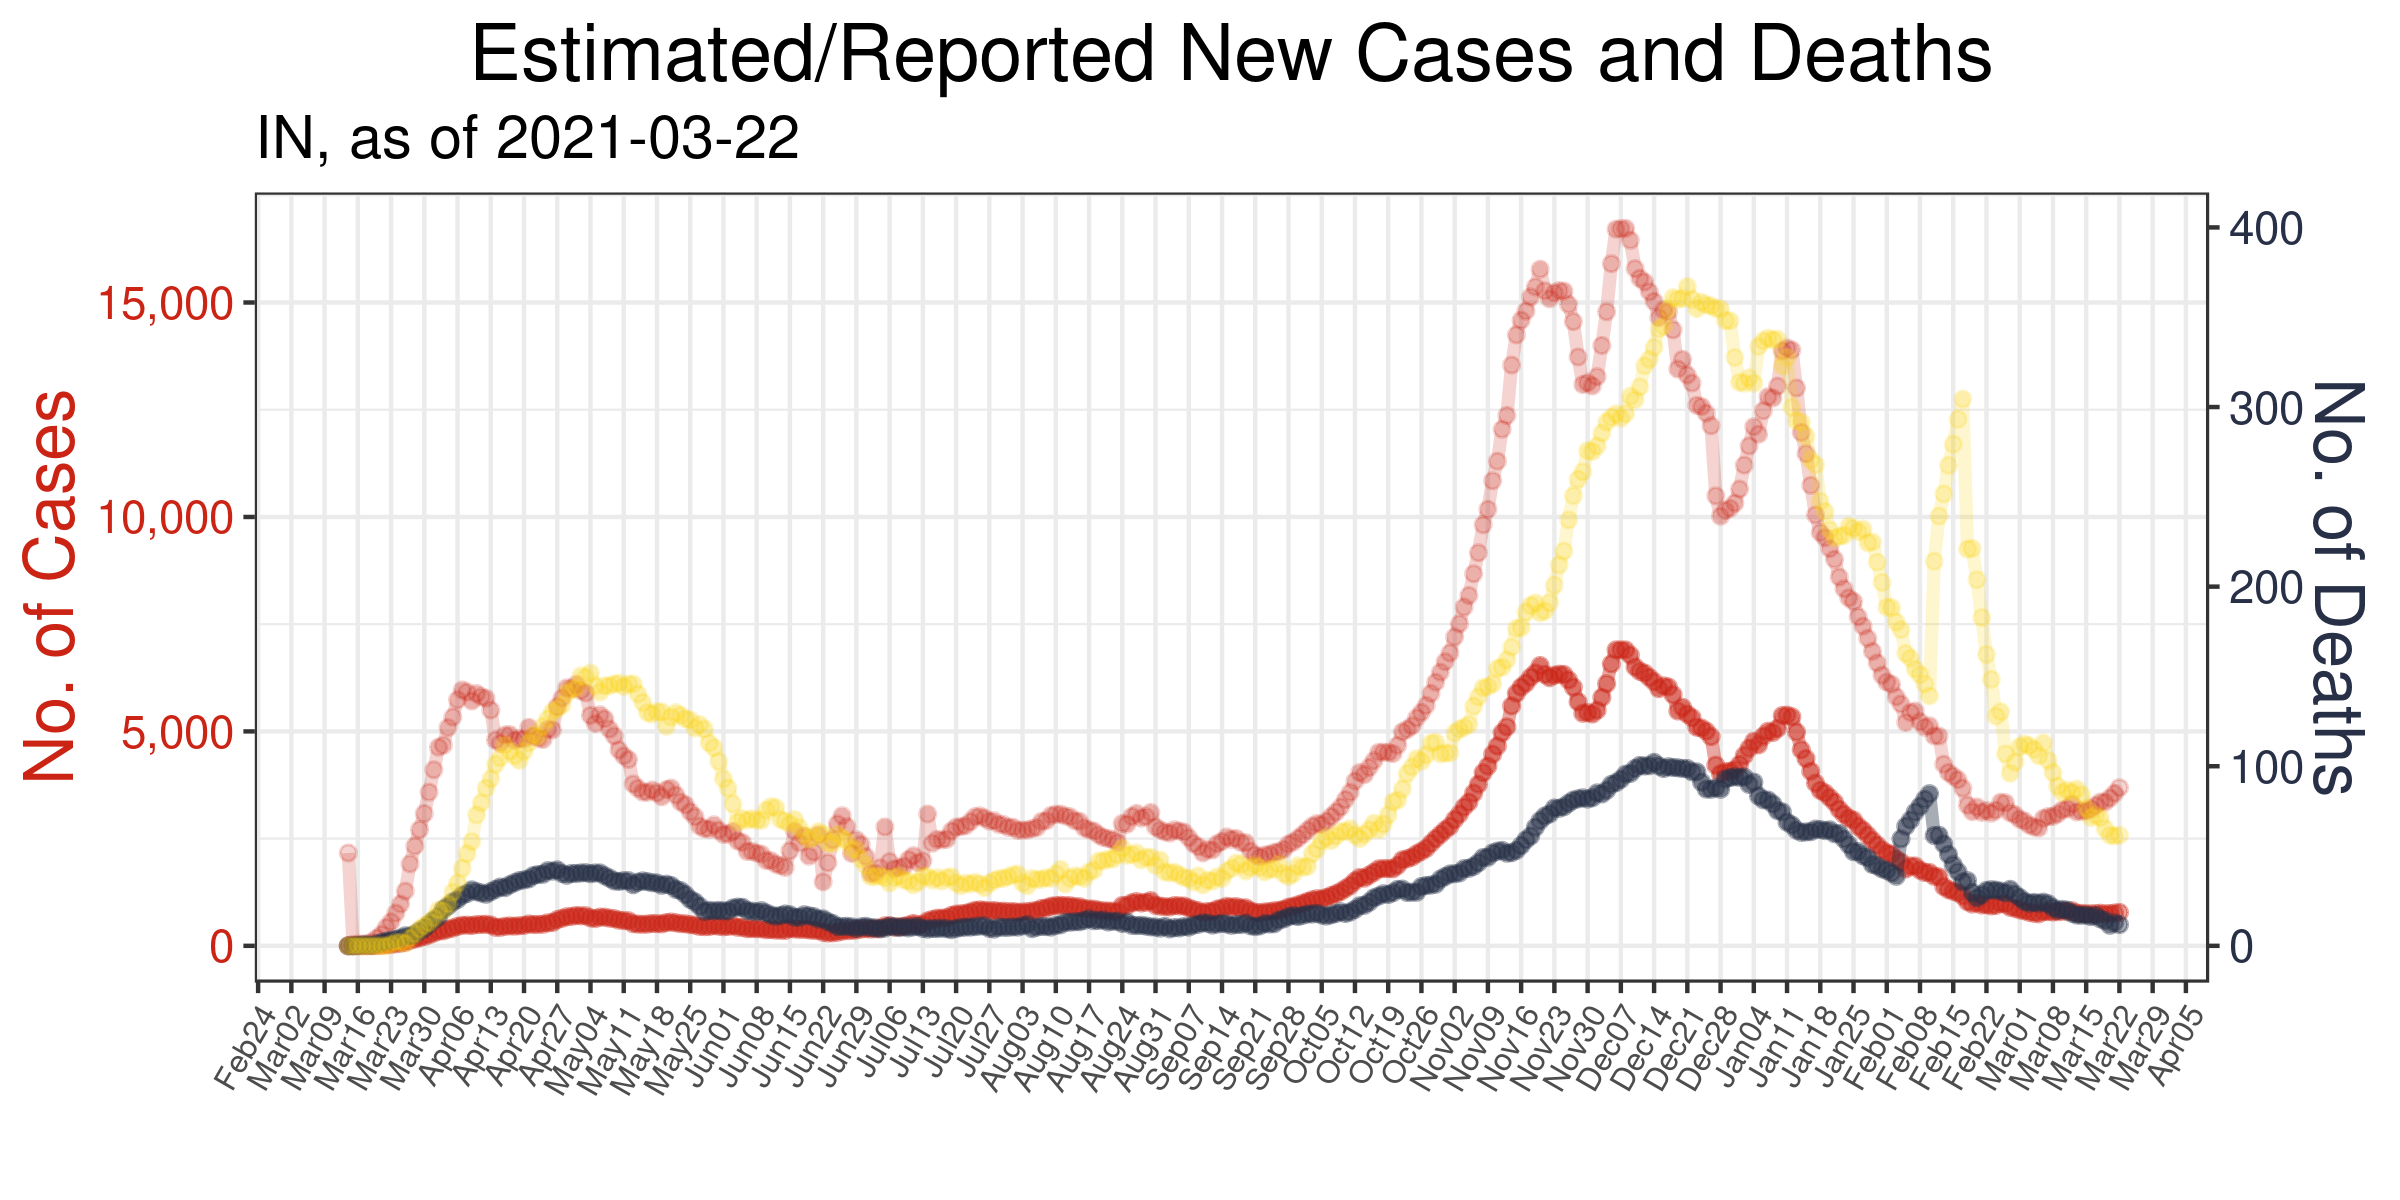 Estimated/Reported New Cases and Deaths
IN, as of 2021-03-22
No. of Cases
15,000
10,000
5,000
0
400
300
200
100
0
No. of Deaths
Feb24
Mar02
Mar09
Mar16
Mar23
Mar30
Apr06
Apr13
Apr20
Apr27
May04
May11
May18
May25
Jun01
Jun08
Jun15
Jun22
Jun29
Jul06
Jul13
Jul20
Jul27
Aug03
Aug10
Aug17
Aug24
Aug31
Sep07
Sep14
Sep21
Sep28
Oct05
Oct12
Oct19
Oct26
Nov02
Nov09
Nov16
Nov23
Nov30
Dec07
Dec14
Dec21
Dec28
Jan04
Jan11
Jan18
Jan25
Feb01
Feb08
Feb15
Feb22
Mar01
Mar08
Mar15
Mar22
Mar29
Apr05